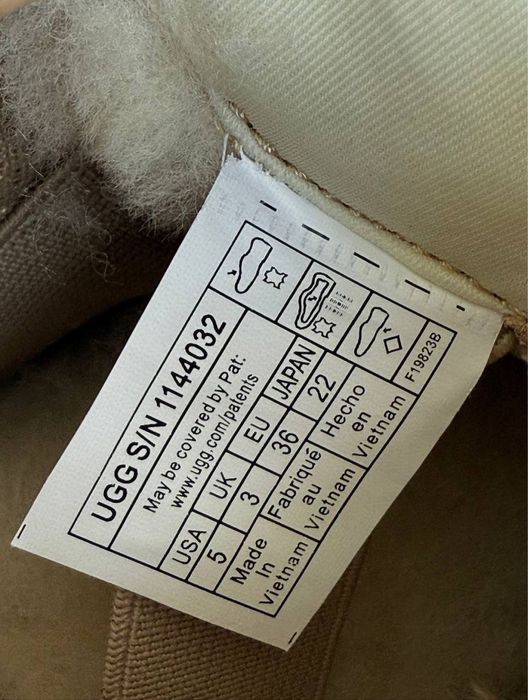 F19823B
UGG S/N 1144032
May be covered by Pat:
www.ugg.com/patents
USA UK EU JAPAN
5 3 36 22
Made Fabriqué Hecho
In au en
Vietnam Vietnam Vietnam